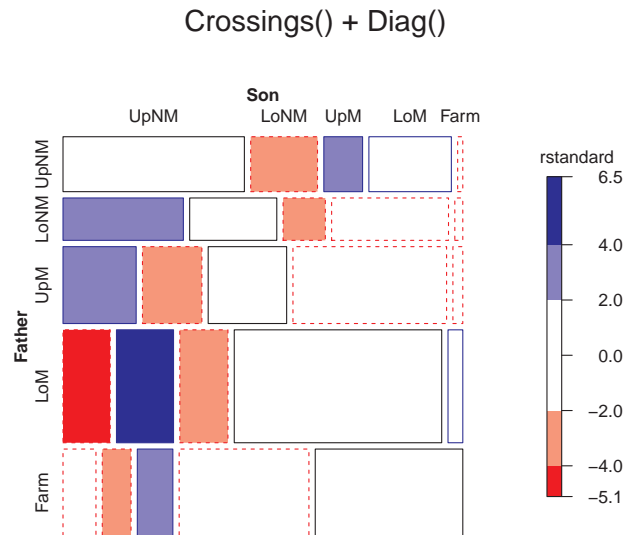 Crossings() + Diag()
Son
UpNM LoNM UpM LoM Farm
Father
UpNM
LoNM
UpM
LoM
Farm
rstandard
6.5
4.0
2.0
0.0
−2.0
−4.0
−5.1